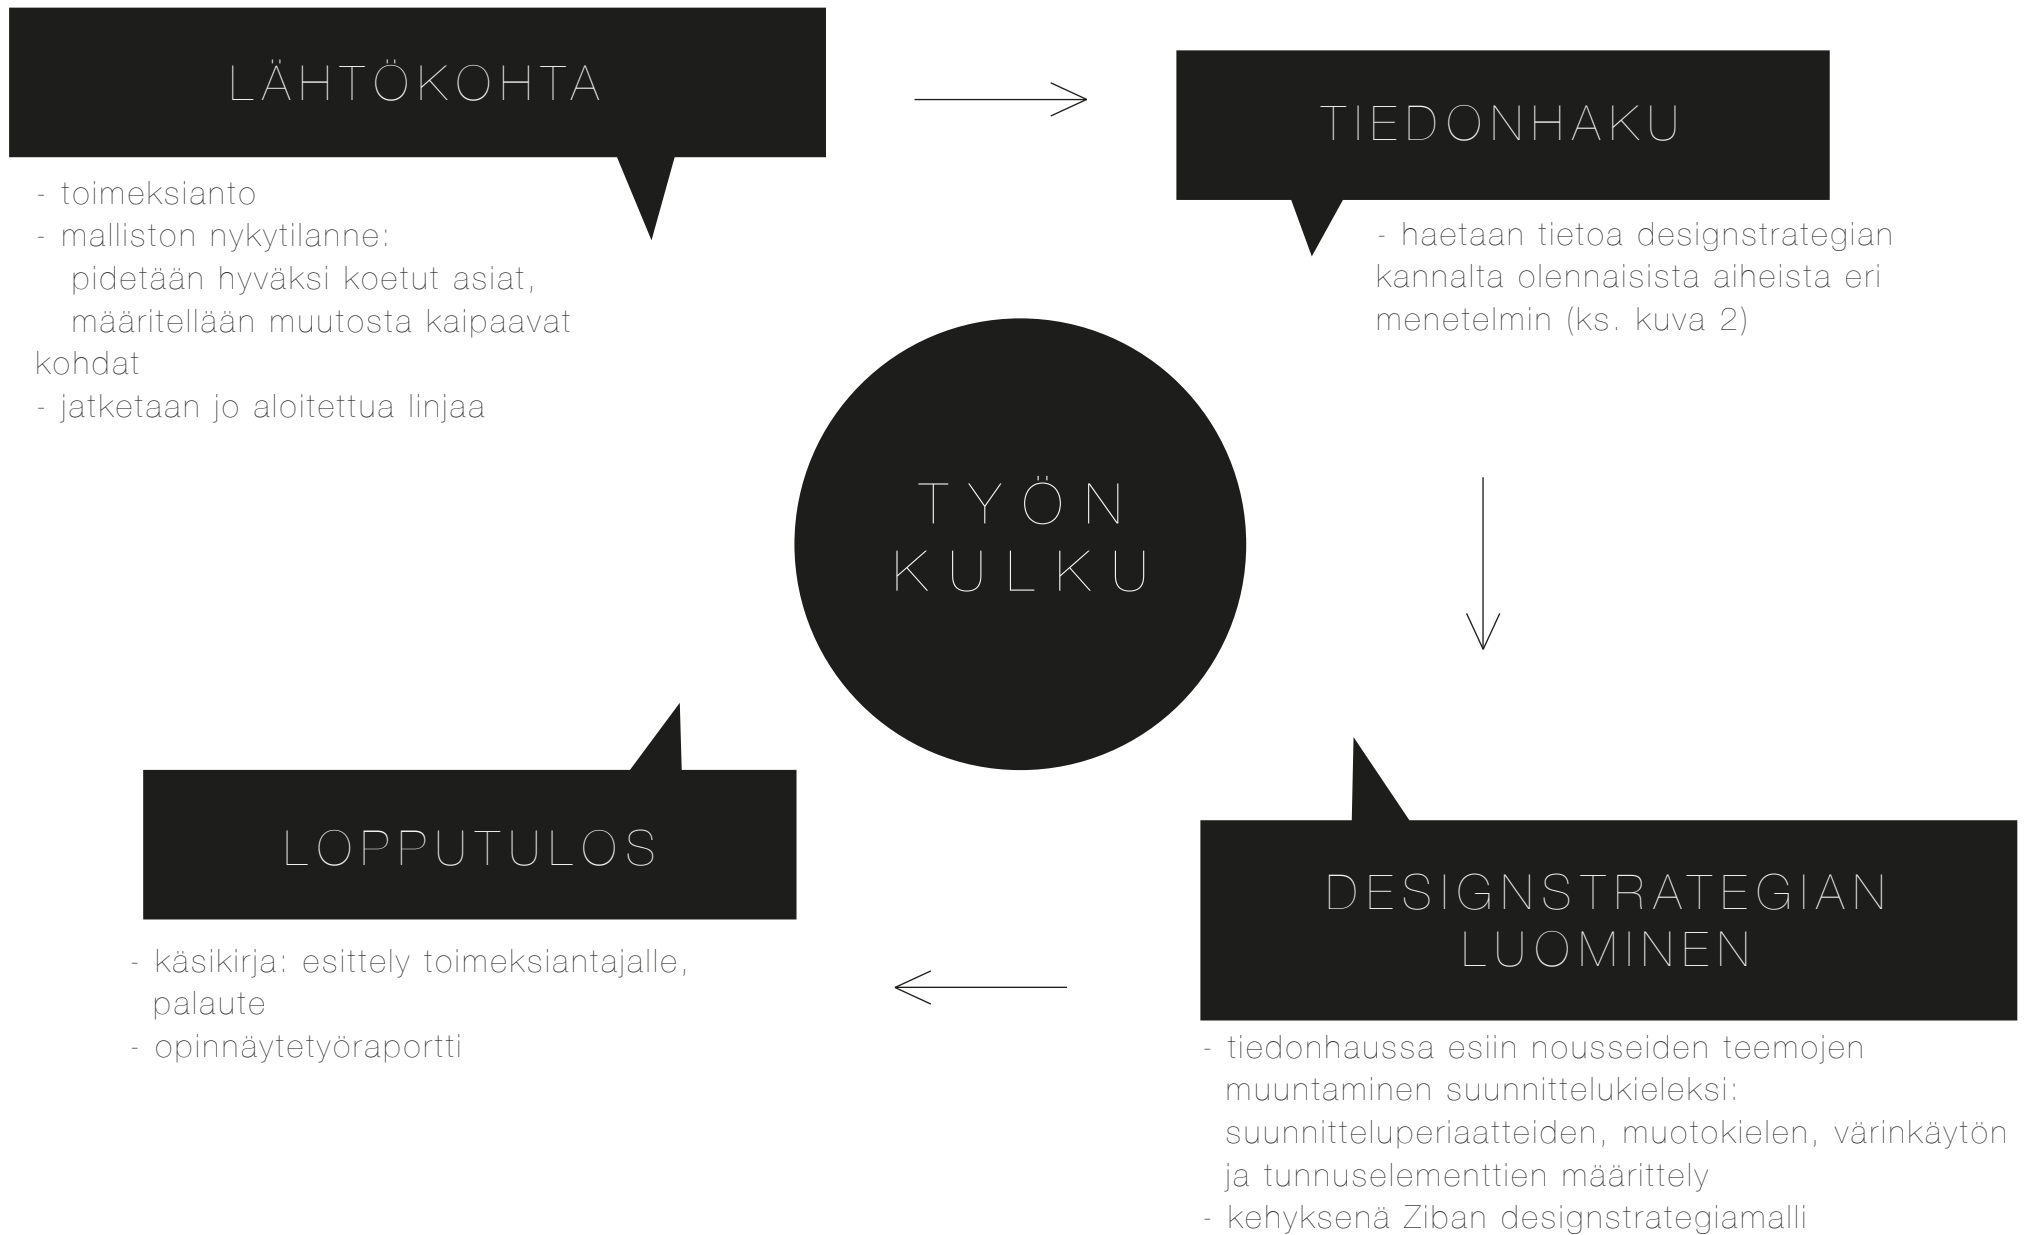 LÄHTÖKOHTA
- toimeksianto
- malliston nykytilanne:
pidetään hyväksi koetut asiat,
määritellään muutosta kaipaavat
kohdat
- jatketaan jo aloitettua linjaa
TIEDONHAKU
- haetaan tietoa designstrategian
kannalta olennaisista aiheista eri
menetelmin (ks. kuva 2)
TYÖN
KULKU
DESIGNSTRATEGIAN
LUOMINEN
- tiedonhaussa esiin nousseiden teemojen
muuntaminen suunnittelukieleksi:
suunnitteluperiaatteiden, muotokielen, värinkäytön
ja tunnuselementtien määrittely
- kehyksenä Ziban designstrategiamalli
LOPPUTULOS
- käsikirja: esittely toimeksiantajalle,
palaute
- opinnäytetyöraportti